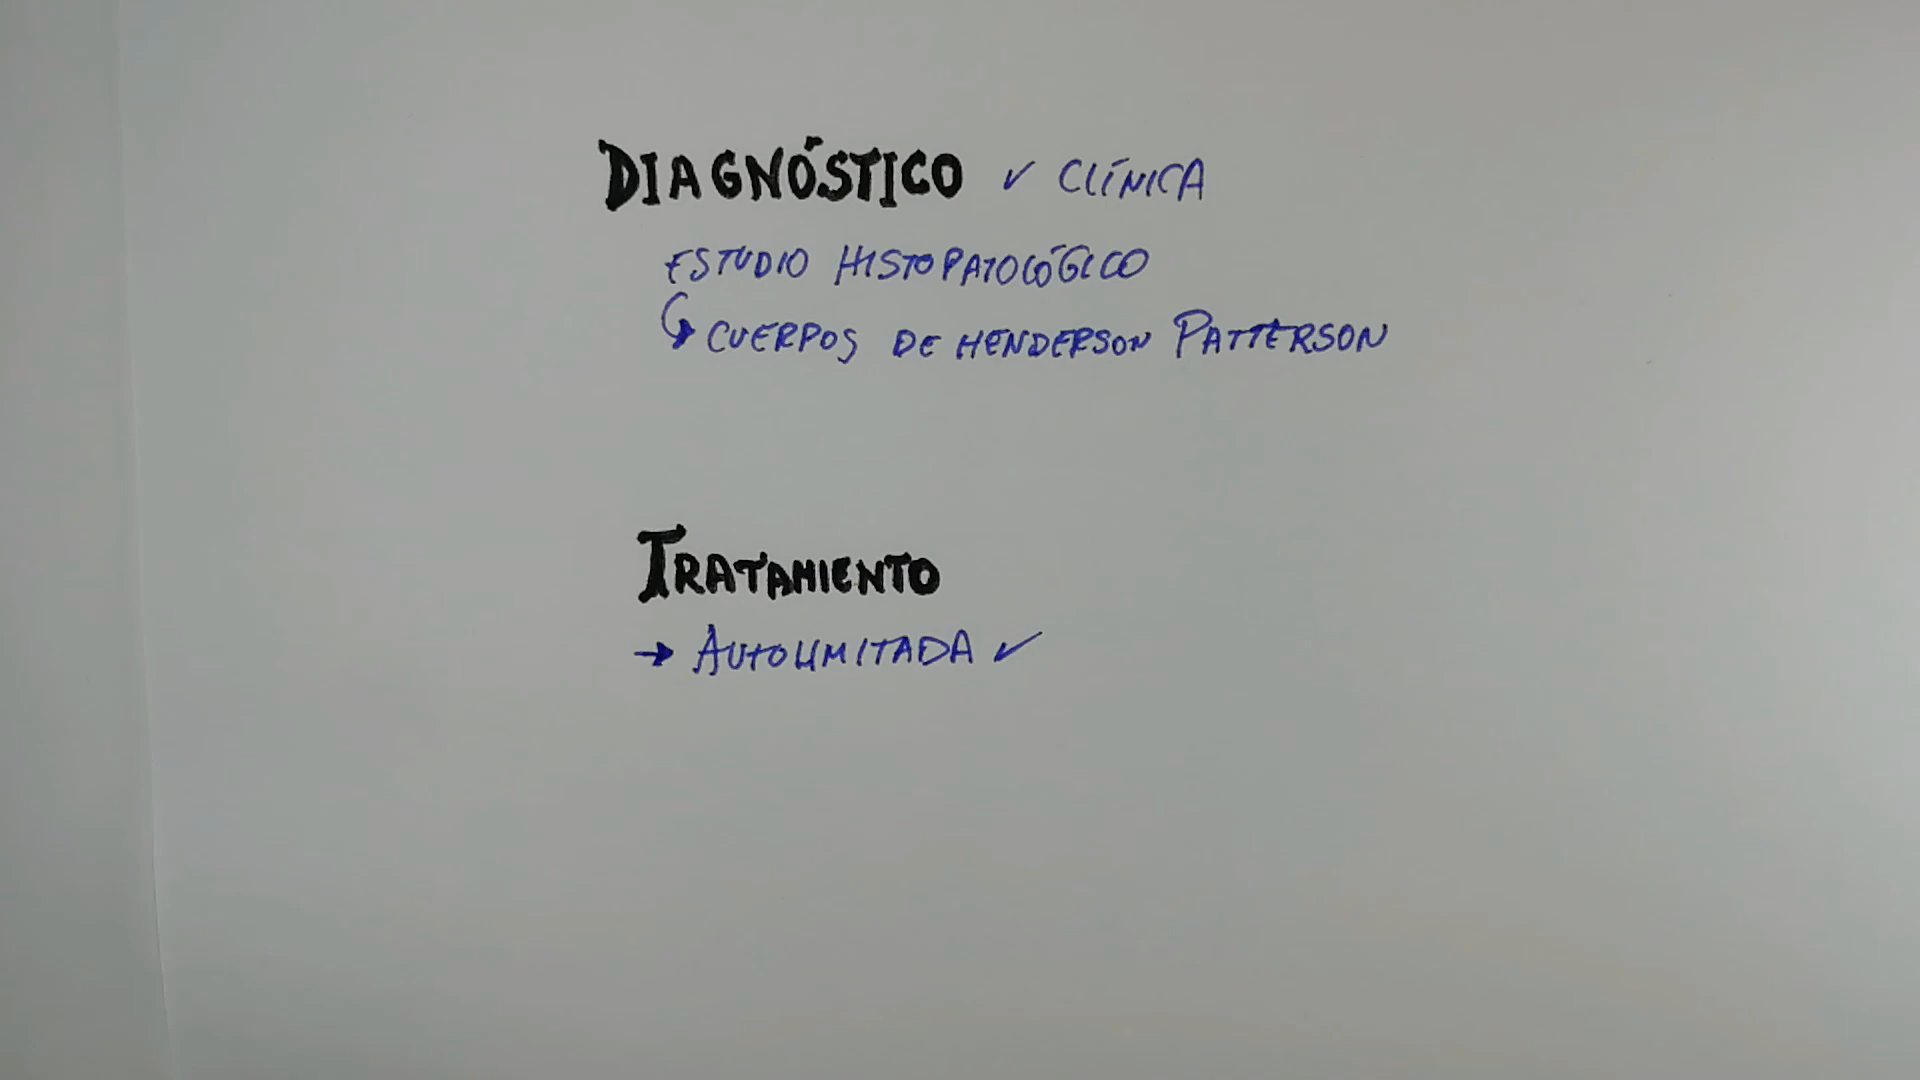 DIAGNÓSTICO ✓ CLÍNICA
ESTUDIO HISTOPATOLÓGICO
↳ CUERPOS DE HENDERSON PATTERSON
TRATAMIENTO
→ AUTOLIMITADA ✓